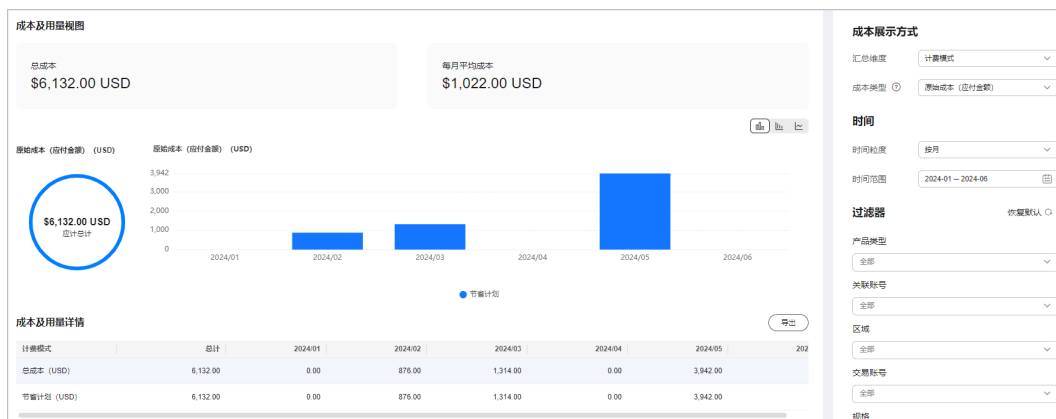 成本及用量视图
总成本
$6,132.00 USD
每月平均成本
$1,022.00 USD
原始成本（应付金额）（USD）
$6,132.00 USD
应计总计
原始成本（应付金额）（USD）
3,942
3,000
2,000
1,000
0
2024/01 2024/02 2024/03 2024/04 2024/05 2024/06
节省计划
成本及用量详情
导出
计费模式 总计 2024/01 2024/02 2024/03 2024/04 2024/05 202
总成本（USD） 6,132.00 0.00 876.00 1,314.00 0.00 3,942.00
节省计划（USD） 6,132.00 0.00 876.00 1,314.00 0.00 3,942.00
成本展示方式
汇总维度 计费模式
成本类型 原始成本（应付金额）
时间
时间粒度 按月
时间范围 2024-01 – 2024-06
过滤器 恢复默认
产品类型
全部
关联账号
全部
区域
全部
交易账号
全部
规格